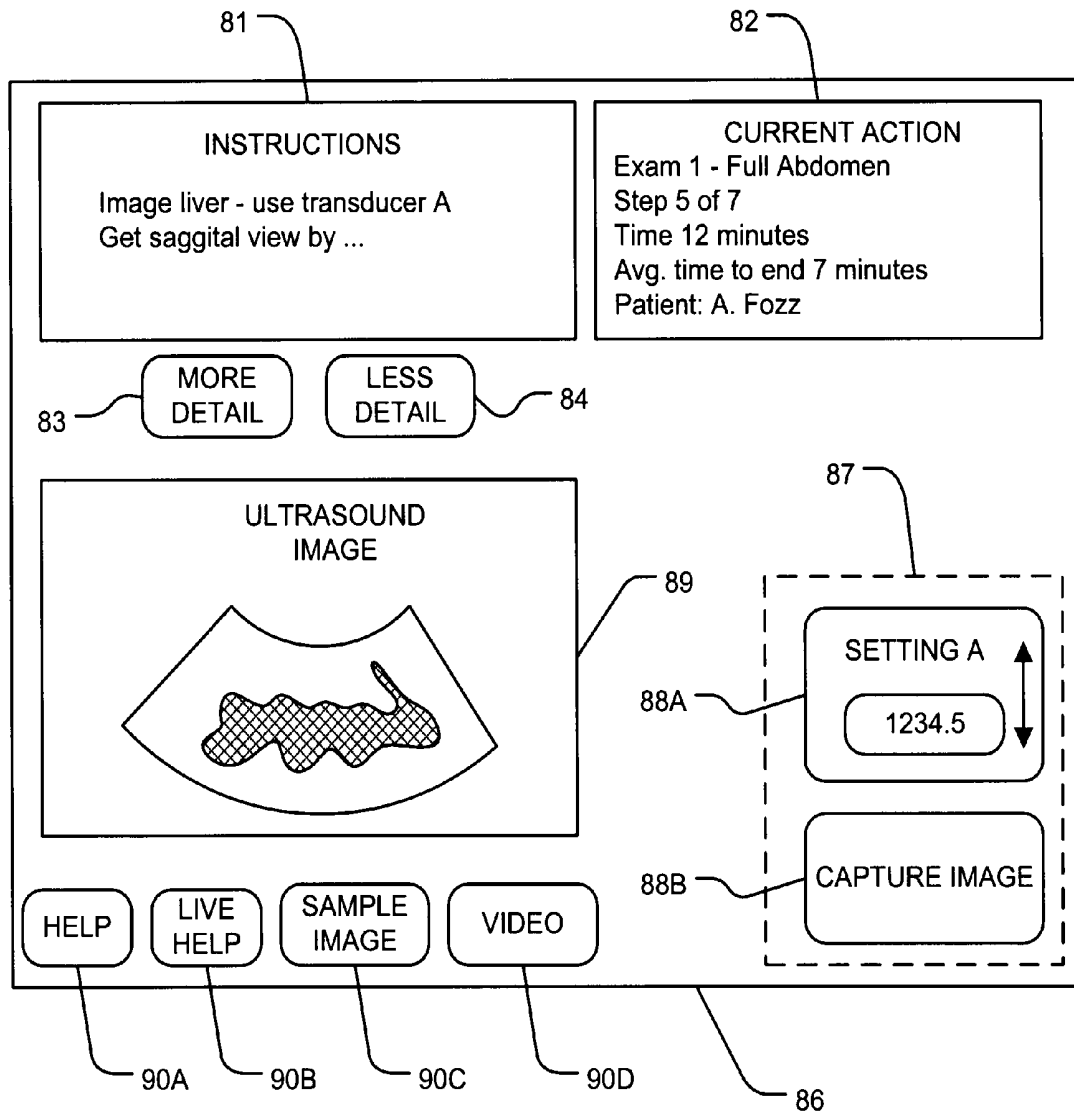 81
82
INSTRUCTIONS
Image liver - use transducer A
Get saggital view by ...
CURRENT ACTION
Exam 1 - Full Abdomen
Step 5 of 7
Time 12 minutes
Avg. time to end 7 minutes
Patient: A. Fozz
MORE
DETAIL
LESS
DETAIL
83
84
87
ULTRASOUND
IMAGE
89
SETTING A
88A
1234.5
88B
CAPTURE IMAGE
HELP
LIVE
HELP
SAMPLE
IMAGE
VIDEO
90A
90B
90C
90D
86